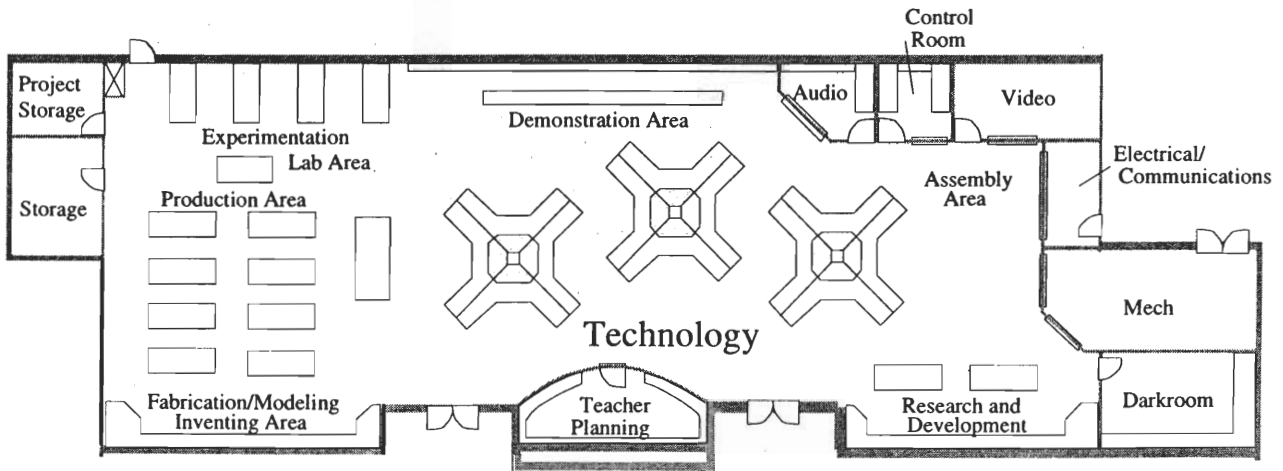 Control
Room
Project
Storage
Audio
Video
Experimentation
Lab Area
Demonstration Area
Electrical/
Communications
Assembly
Area
Production Area
Storage
Mech
Technology
Fabrication/Modeling
Inventing Area
Teacher
Planning
Research and
Development
Darkroom